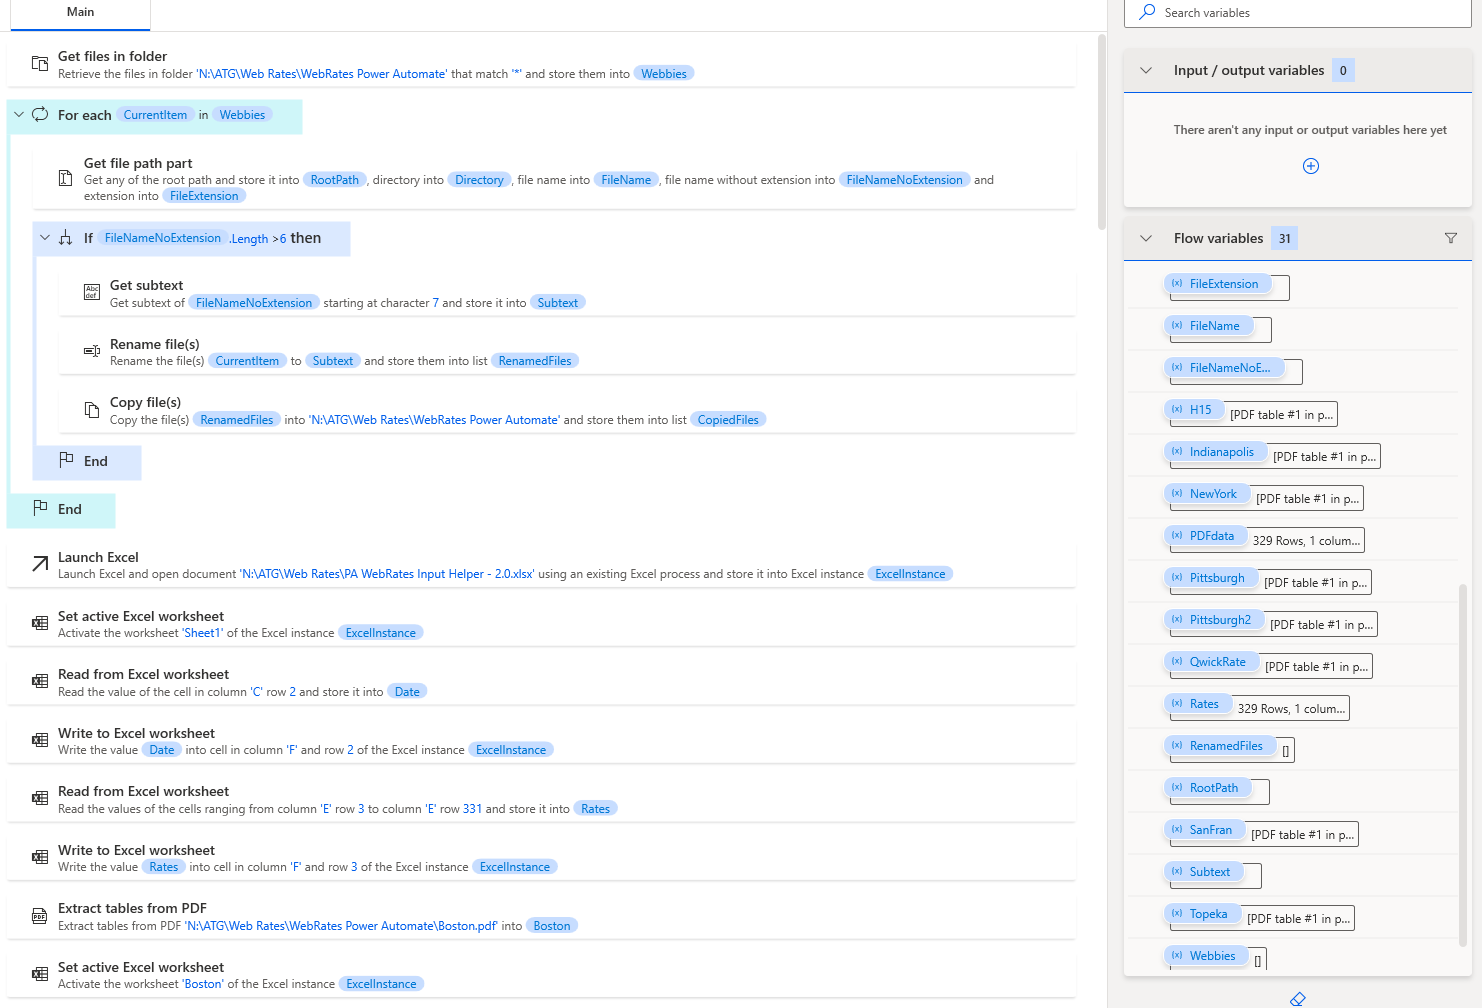 Main
Get files in folder
Retrieve the files in folder 'N:\ATG\Web Rates\WebRates Power Automate' that match '*' and store them into Webbies
For each CurrentItem in Webbies
Get file path part
Get any of the root path and store it into RootPath , directory into Directory , file name into FileName , file name without extension into FileNameNoExtension and
extension into FileExtension
If FileNameNoExtension .Length >6 then
Get subtext
Get subtext of FileNameNoExtension starting at character 7 and store it into Subtext
Rename file(s)
Rename the file(s) CurrentItem to Subtext and store them into list RenamedFiles
Copy file(s)
Copy the file(s) RenamedFiles into 'N:\ATG\Web Rates\WebRates Power Automate' and store them into list CopiedFiles
End
End
Launch Excel
Launch Excel and open document 'N:\ATG\Web Rates\PA WebRates Input Helper - 2.0.xlsx' using an existing Excel process and store it into Excel instance ExcelInstance
Set active Excel worksheet
Activate the worksheet 'Sheet1' of the Excel instance ExcelInstance
Read from Excel worksheet
Read the value of the cell in column 'C' row 2 and store it into Date
Write to Excel worksheet
Write the value Date into cell in column 'F' and row 2 of the Excel instance ExcelInstance
Read from Excel worksheet
Read the values of the cells ranging from column 'E' row 3 to column 'E' row 331 and store it into Rates
Write to Excel worksheet
Write the value Rates into cell in column 'F' and row 3 of the Excel instance ExcelInstance
Extract tables from PDF
Extract tables from PDF 'N:\ATG\Web Rates\WebRates Power Automate\Boston.pdf' into Boston
Set active Excel worksheet
Activate the worksheet 'Boston' of the Excel instance ExcelInstance
Search variables
Input / output variables 0
There aren't any input or output variables here yet
Flow variables 31
(x) FileExtension
(x) FileName
(x) FileNameNoE...
(x) H15 [PDF table #1 in p...
(x) Indianapolis [PDF table #1 in p...
(x) NewYork [PDF table #1 in p...
(x) PDFdata 329 Rows, 1 colum...
(x) Pittsburgh [PDF table #1 in p...
(x) Pittsburgh2 [PDF table #1 in p...
(x) QwickRate [PDF table #1 in p...
(x) Rates 329 Rows, 1 colum...
(x) RenamedFiles []
(x) RootPath
(x) SanFran [PDF table #1 in p...
(x) Subtext
(x) Topeka [PDF table #1 in p...
(x) Webbies []